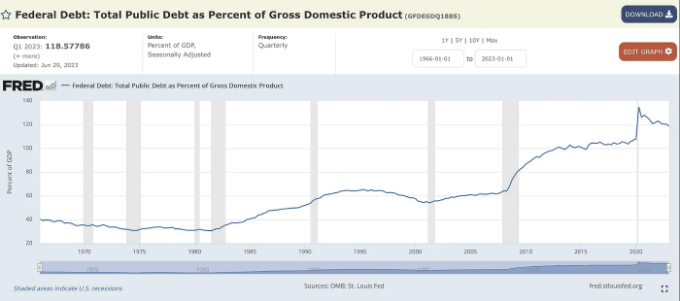 Federal Debt: Total Public Debt as Percent of Gross Domestic Product (GFDEGDQ188S)
DOWNLOAD
Observation:
Q1 2023: 118.57786
(+ more)
Updated: Jun 29, 2023
Units:
Percent of GDP,
Seasonally Adjusted
Frequency:
Quarterly
1Y | 5Y | 10Y | Max
1966-01-01 to 2023-01-01
EDIT GRAPH
FRED
Federal Debt: Total Public Debt as Percent of Gross Domestic Product
Percent of GDP
140
120
100
80
60
40
20
1970 1975 1980 1985 1990 1995 2000 2005 2010 2015 2020
1970 1980
Shaded areas indicate U.S. recessions.
Sources: OMB; St. Louis Fed
fred.stlouisfed.org